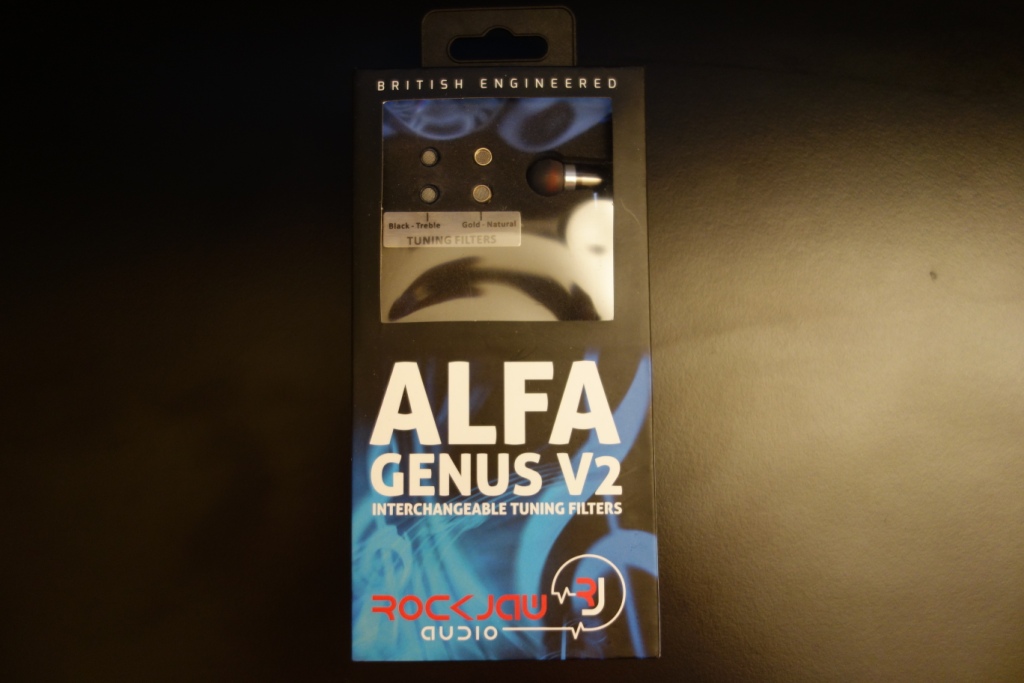 BRITISH ENGINEERED
Black - Treble Gold - Natural
TUNING FILTERS
ALFA
GENUS V2
INTERCHANGEABLE TUNING FILTERS
RJ
ROCKJAW
AUDIO